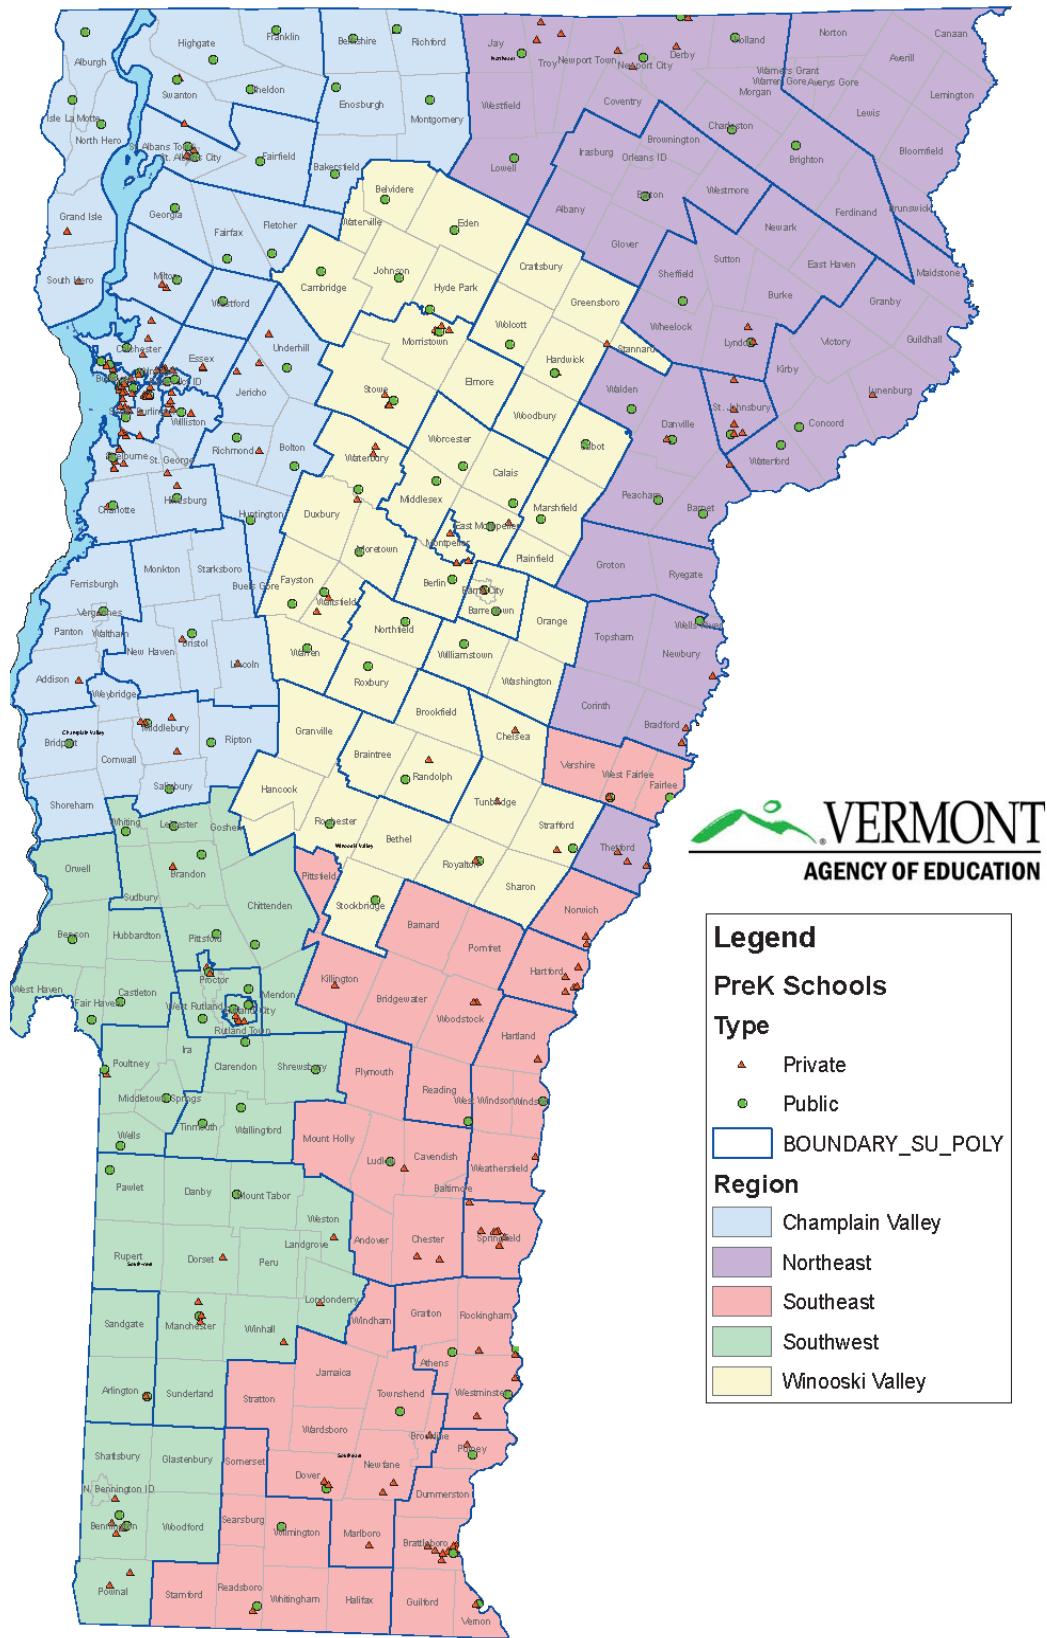 Alburgh
Highgate
Franklin
Berkshire
Richford
Jay
Northeast
Troy
Newport Town
Newport City
Derby
Holland
Norton
Canaan
Averill
Warners Grant
Warren Gore
Averys Gore
Morgan
Lemington
Swanton
Sheldon
Enosburgh
Montgomery
Westfield
Coventry
Lewis
Isle La Motte
North Hero
St. Albans Town
St. Albans City
Fairfield
Bakersfield
Lowell
Irasburg
Orleans ID
Brownington
Charleston
Brighton
Bloomfield
Belvidere
Waterville
Eden
Albany
Barton
Westmore
Ferdinand
Brunswick
Grand Isle
Georgia
Fairfax
Fletcher
Glover
Newark
Cambridge
Johnson
Hyde Park
Craftsbury
Sheffield
Sutton
East Haven
Maidstone
South Hero
Milton
Westford
Greensboro
Burke
Granby
Morristown
Wolcott
Wheelock
Lyndon
Victory
Guildhall
Colchester
Essex
Underhill
Hardwick
Stannard
Kirby
Jericho
Stowe
Elmore
Woodbury
Walden
St. Johnsbury
Lunenburg
Williston
Danville
Concord
Richmond
Bolton
Waterbury
Worcester
Cabot
Waterford
St. George
Shelburne
Calais
Middlesex
Peacham
Barnet
Charlotte
Hinesburg
Huntington
Duxbury
East Montpelier
Marshfield
Montpelier
Moretown
Plainfield
Monkton
Starksboro
Ferrisburgh
Buels Gore
Fayston
Waitsfield
Berlin
Barre City
Barre Town
Groton
Ryegate
Vergennes
Panton
Waltham
Bristol
New Haven
Lincoln
Warren
Northfield
Williamstown
Orange
Topsham
Wells River
Newbury
Addison
Weybridge
Roxbury
Washington
Corinth
Bradford
Champlain Valley
Bridport
Middlebury
Ripton
Cornwall
Granville
Brookfield
Chelsea
Braintree
Vershire
West Fairlee
Fairlee
Shoreham
Salisbury
Hancock
Randolph
Tunbridge
Whiting
Leicester
Goshen
Rochester
Winooski Valley
Bethel
Strafford
Thetford
Orwell
Brandon
Sudbury
Pittsfield
Royalton
Sharon
Chittenden
Stockbridge
Barnard
Norwich
Benson
Hubbardton
Pittsford
Pomfret
Killington
Hartford
West Haven
Castleton
Fair Haven
Proctor
Mendon
West Rutland
Rutland City
Rutland Town
Bridgewater
Woodstock
Hartland
Ira
Poultney
Clarendon
Shrewsbury
Plymouth
Reading
West Windsor
Windsor
Middletown Springs
Tinmouth
Wallingford
Wells
Mount Holly
Ludlow
Cavendish
Weathersfield
Baltimore
Pawlet
Danby
Mount Tabor
Weston
Landgrove
Andover
Chester
Springfield
Rupert
Southwest
Dorset
Peru
Londonderry
Windham
Grafton
Rockingham
Sandgate
Manchester
Winhall
Athens
Jamaica
Arlington
Sunderland
Stratton
Townshend
Westminster
Wardsboro
Brookline
Putney
Shaftsbury
Glastenbury
Somerset
Southeast
Dover
Newfane
Dummerston
N. Bennington ID
Bennington
Woodford
Searsburg
Wilmington
Marlboro
Brattleboro
Pownal
Stamford
Readsboro
Whitingham
Halifax
Guilford
Vernon
VERMONT
AGENCY OF EDUCATION
Legend
PreK Schools
Type
Private
Public
BOUNDARY_SU_POLY
Region
Champlain Valley
Northeast
Southeast
Southwest
Winooski Valley